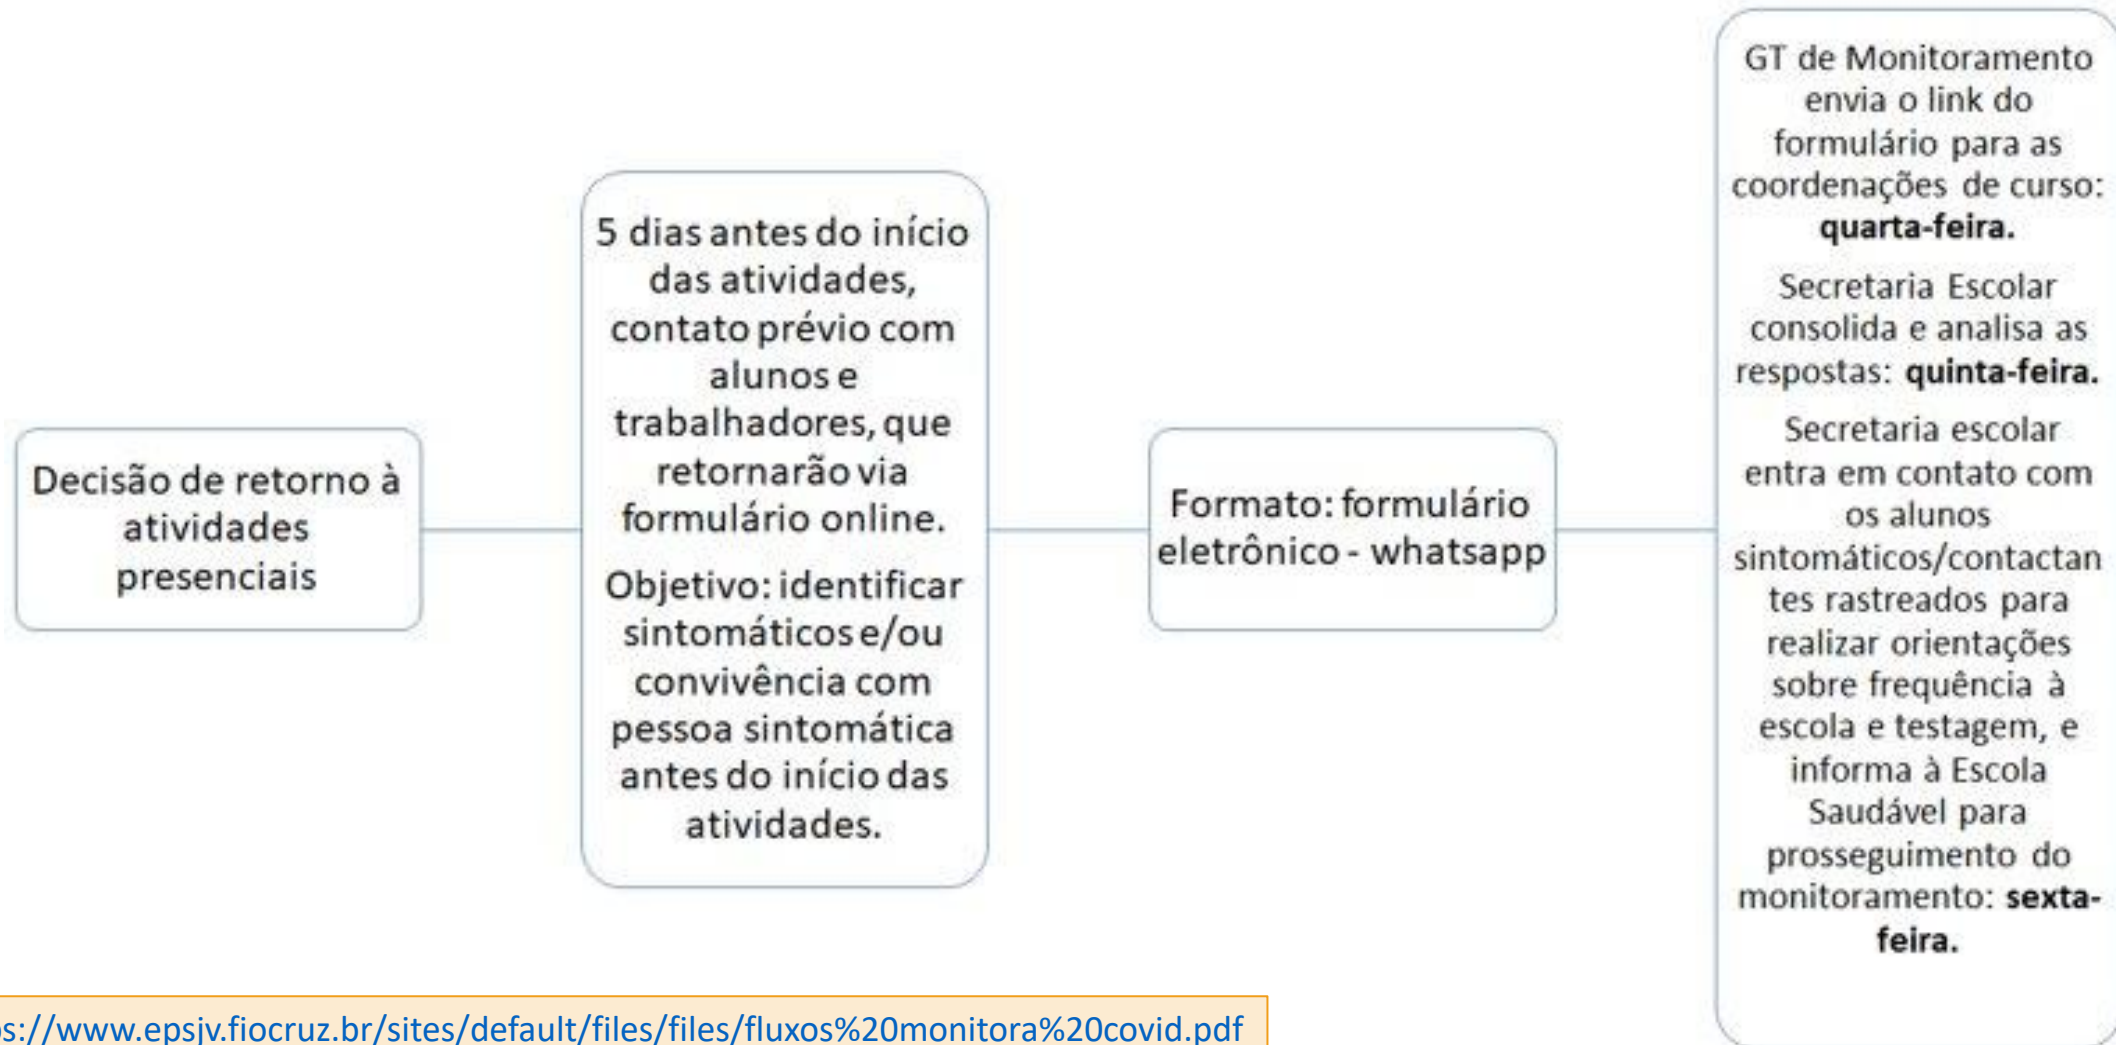 Decisão de retorno à
atividades
presenciais
5 dias antes do início
das atividades,
contato prévio com
alunos e
trabalhadores, que
retornarão via
formulário online.
Objetivo: identificar
sintomáticos e/ou
convivência com
pessoa sintomática
antes do início das
atividades.
Formato: formulário
eletrônico - whatsapp
GT de Monitoramento
envia o link do
formulário para as
coordenações de curso:
quarta-feira.
Secretaria Escolar
consolida e analisa as
respostas: quinta-feira.
Secretaria escolar
entra em contato com
os alunos
sintomáticos/contactan
tes rastreados para
realizar orientações
sobre frequência à
escola e testagem, e
informa à Escola
Saudável para
prosseguimento do
monitoramento: sexta-
feira.
ps://www.epsjv.fiocruz.br/sites/default/files/files/fluxos%20monitora%20covid.pdf